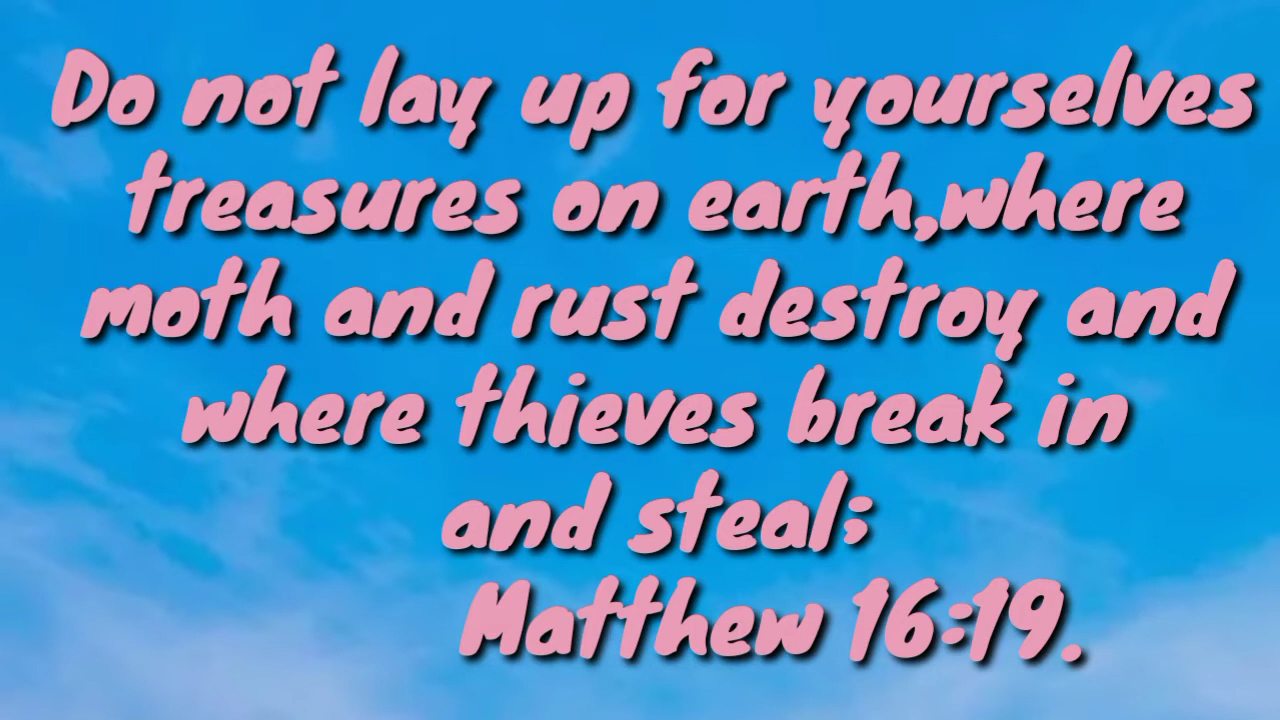 Do not lay up for yourselves
treasures on earth,where
moth and rust destroy and
where thieves break in
and steal;
Matthew 16:19.